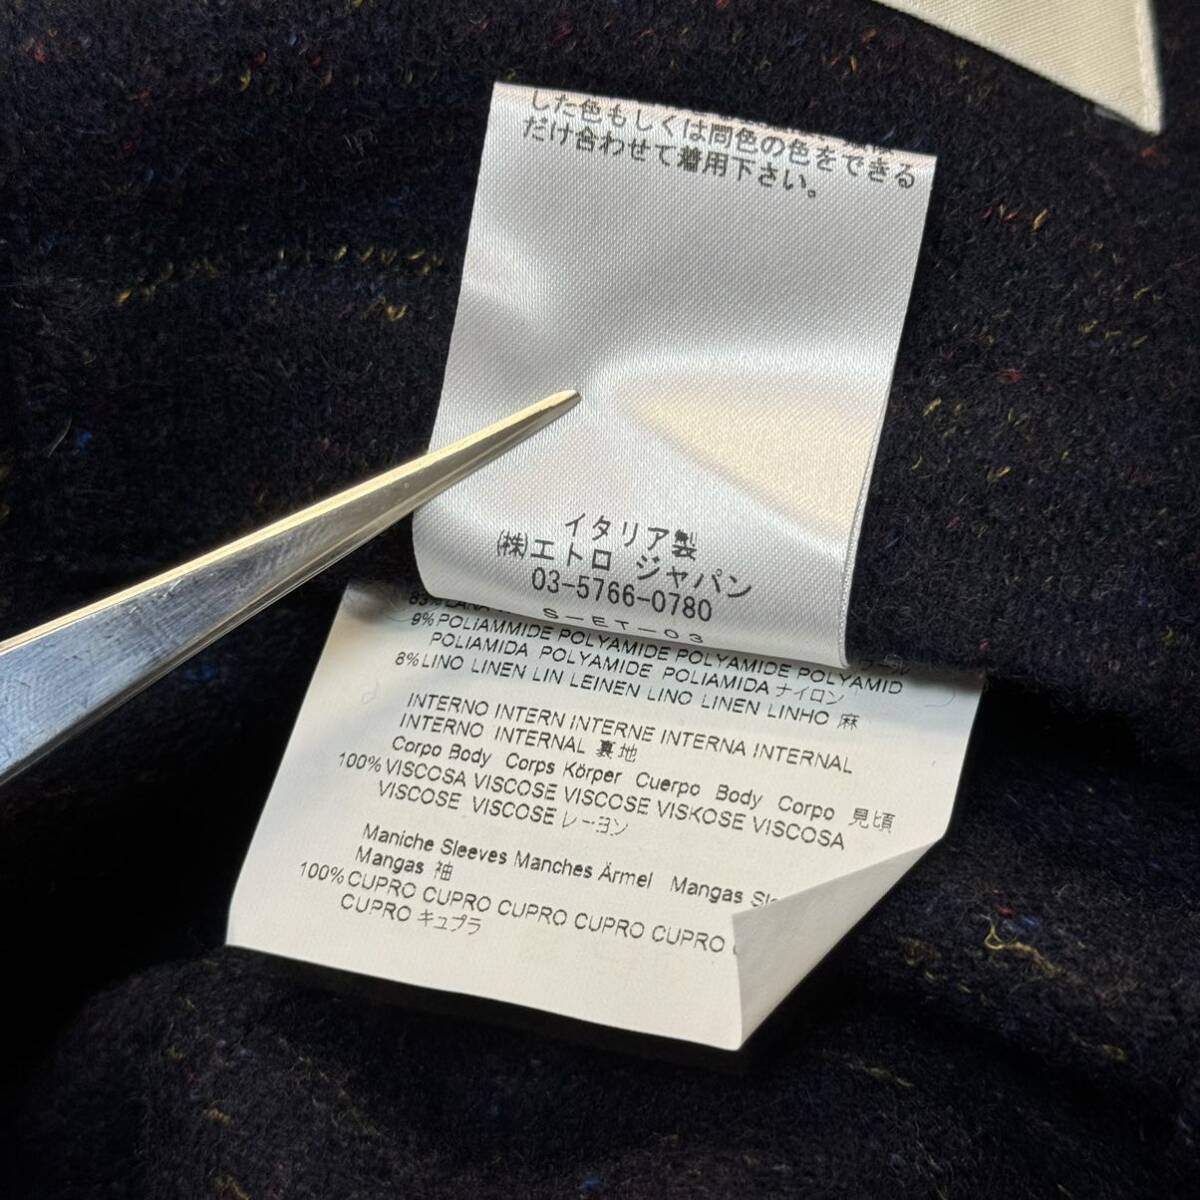 した色もしくは同色の色をできる
だけ合わせて着用下さい。
イタリア製
(株)エトロ ジャパン
03-5766-0780
S-ET-03
83% LANA
9% POLIAMMIDE POLYAMIDE POLYAMIDE POLYAMID
POLIAMIDA POLYAMIDE POLIAMIDA ナイロン
8% LINO LINEN LIN LEINEN LINO LINEN LINHO 麻
INTERNO INTERN INTERNE INTERNA INTERNAL
INTERNO INTERNAL 裏地
Corpo Body Corps Körper Cuerpo Body Corpo 見頃
100% VISCOSA VISCOSE VISCOSE VISKOSE VISCOSA
VISCOSE VISCOSE レーヨン
Maniche Sleeves Manches Ärmel Mangas
Mangas 袖
100% CUPRO CUPRO CUPRO CUPRO CUPRO
CUPRO キュプラ